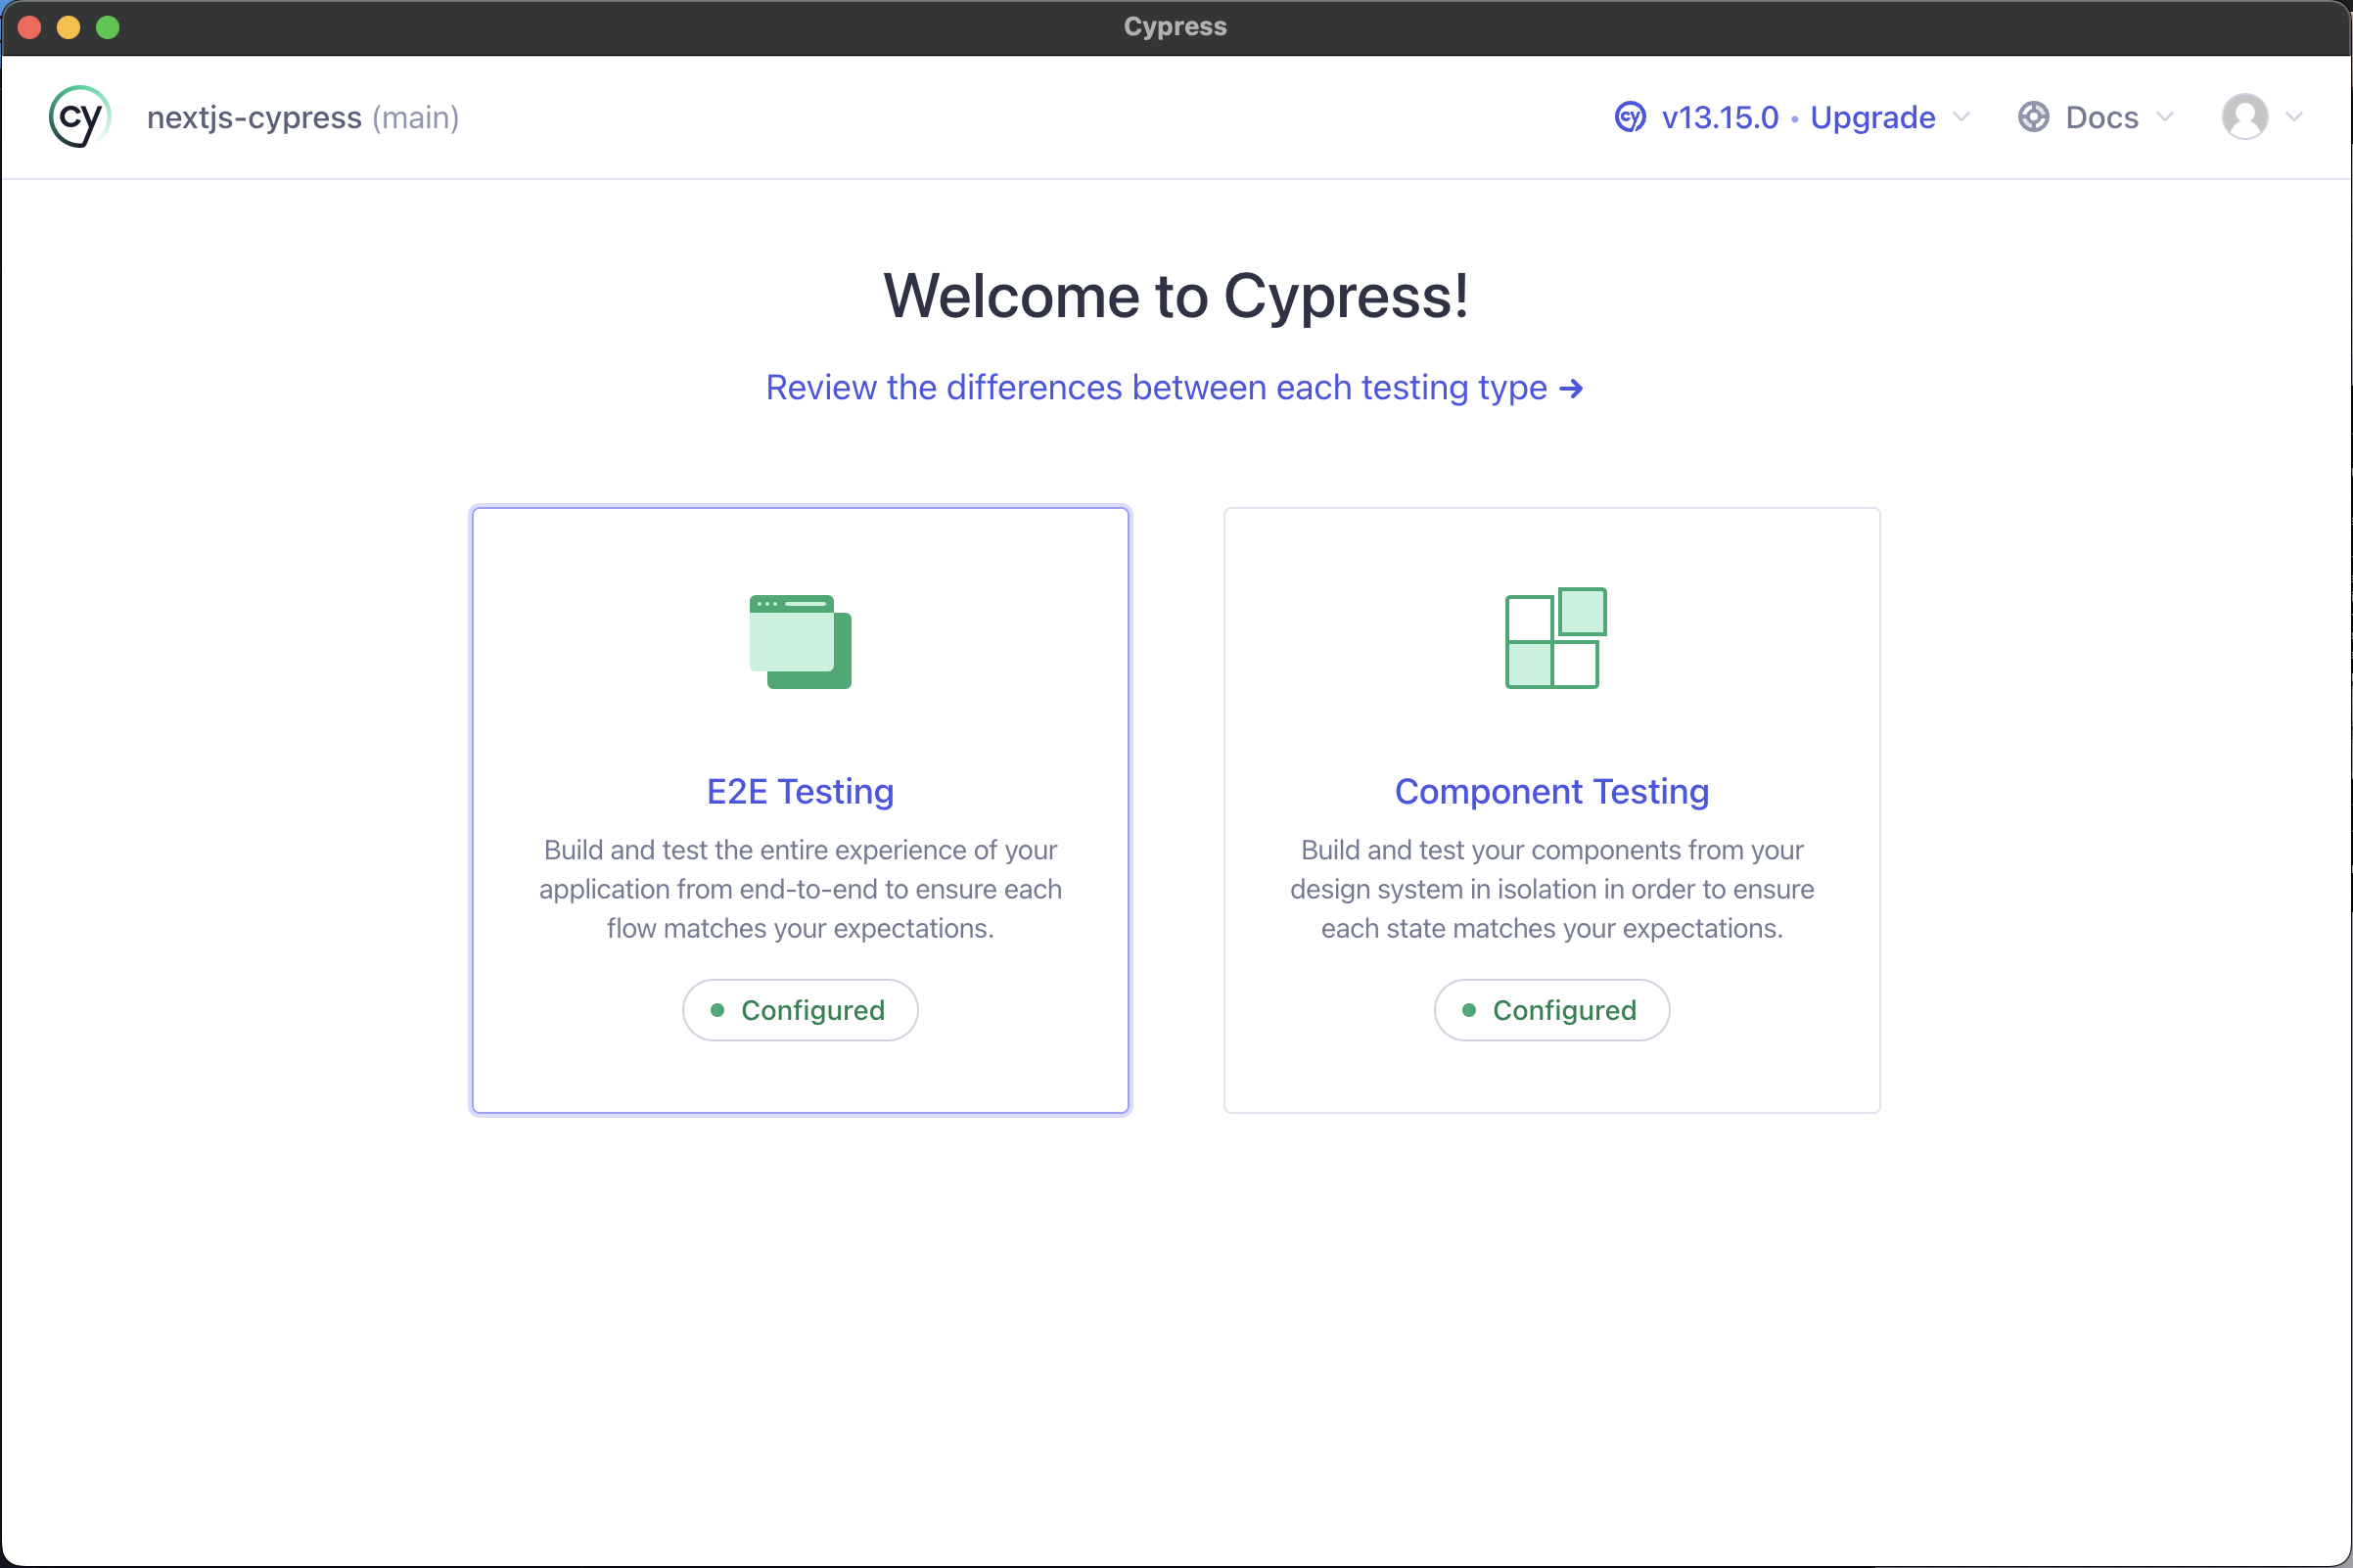 Cypress
cy nextjs-cypress (main) cy v13.15.0 • Upgrade Docs
Welcome to Cypress!
Review the differences between each testing type →
E2E Testing
Build and test the entire experience of your
application from end-to-end to ensure each
flow matches your expectations.
Configured
Component Testing
Build and test your components from your
design system in isolation in order to ensure
each state matches your expectations.
Configured